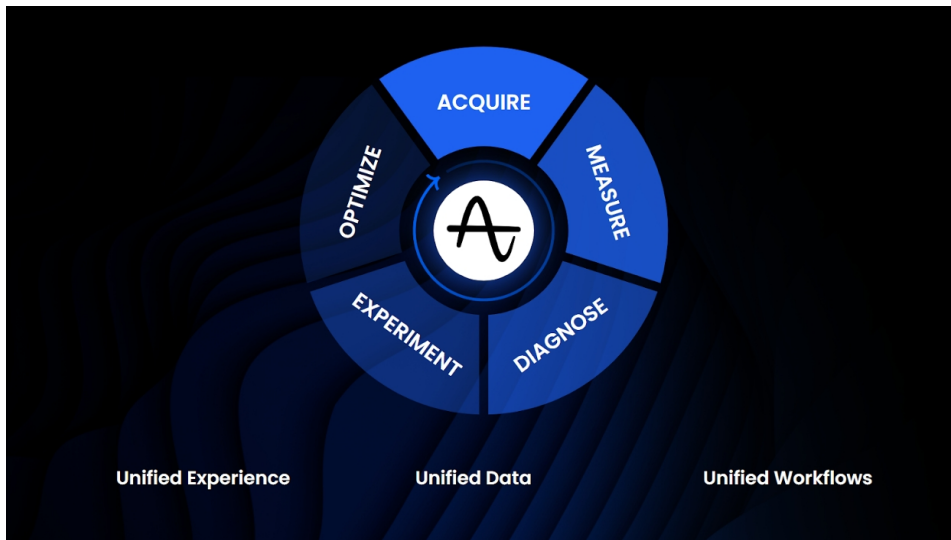 ACQUIRE
MEASURE
DIAGNOSE
EXPERIMENT
OPTIMIZE
Unified Experience
Unified Data
Unified Workflows